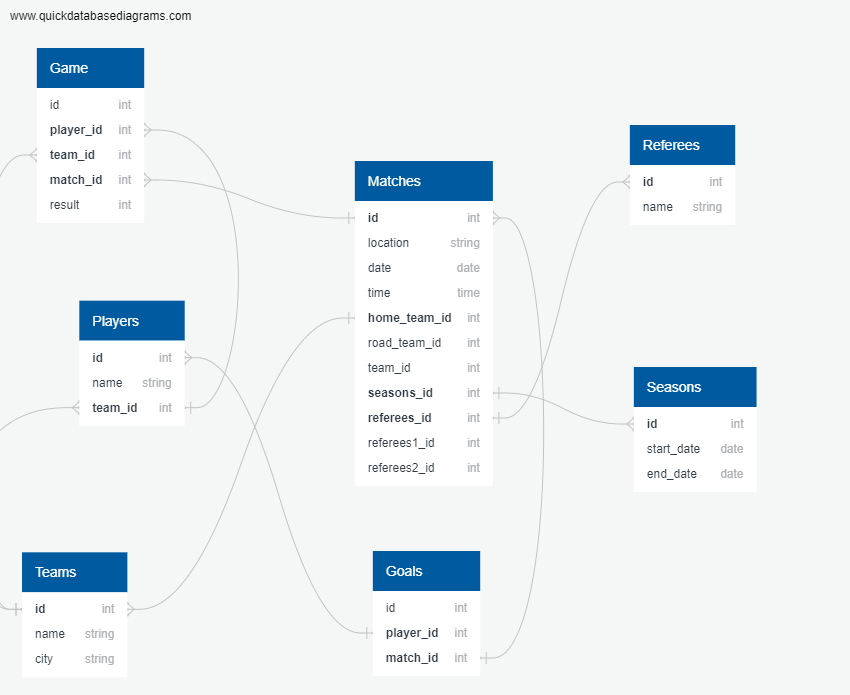 www.quickdatabasediagrams.com
Game
id int
player_id int
team_id int
match_id int
result int
Matches
id int
location string
date date
time time
home_team_id int
road_team_id int
team_id int
seasons_id int
referees_id int
referees1_id int
referees2_id int
Referees
id int
name string
Players
id int
name string
team_id int
Seasons
id int
start_date date
end_date date
Teams
id int
name string
city string
Goals
id int
player_id int
match_id int